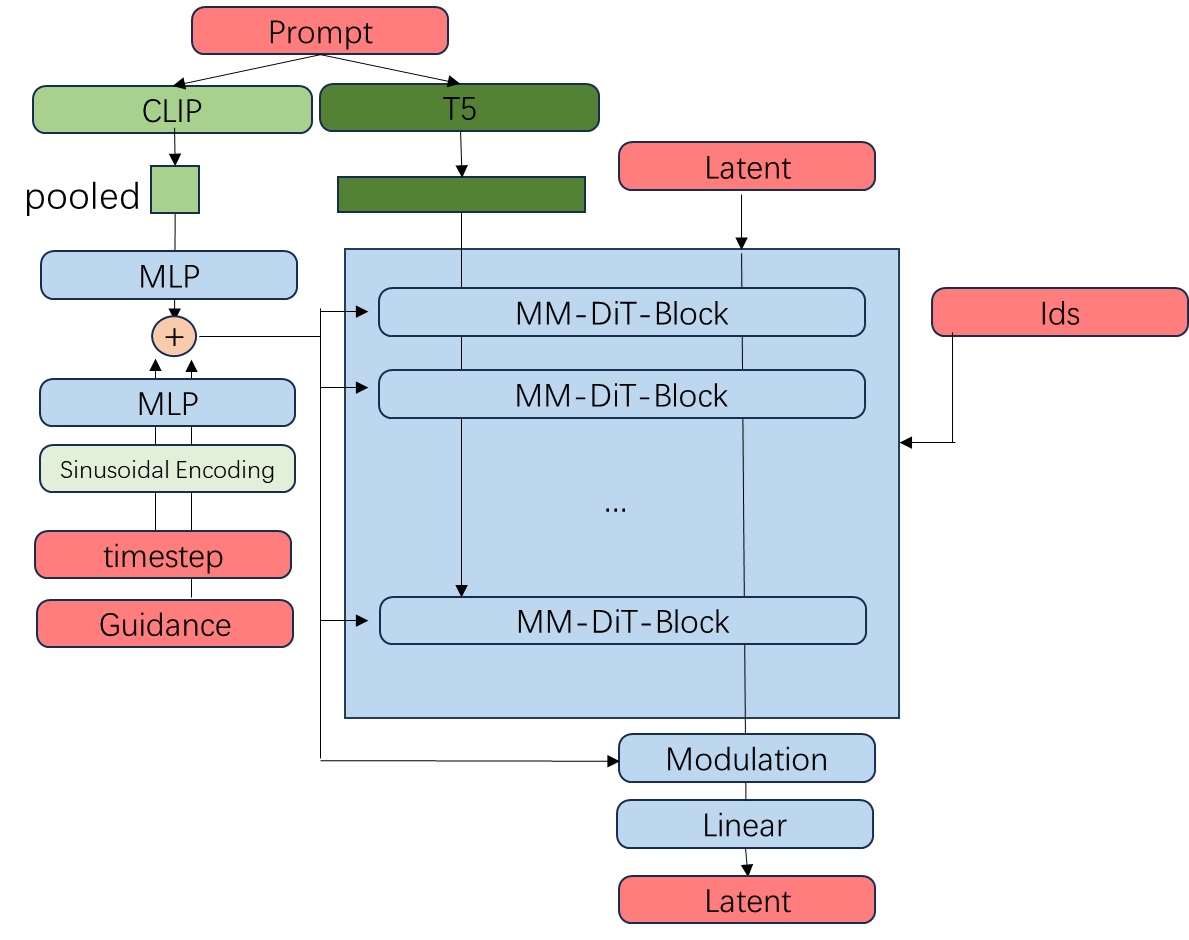 Prompt
CLIP
T5
Latent
pooled
MLP
MM-DiT-Block
Ids
+
MM-DiT-Block
MLP
Sinusoidal Encoding
...
timestep
Guidance
MM-DiT-Block
Modulation
Linear
Latent